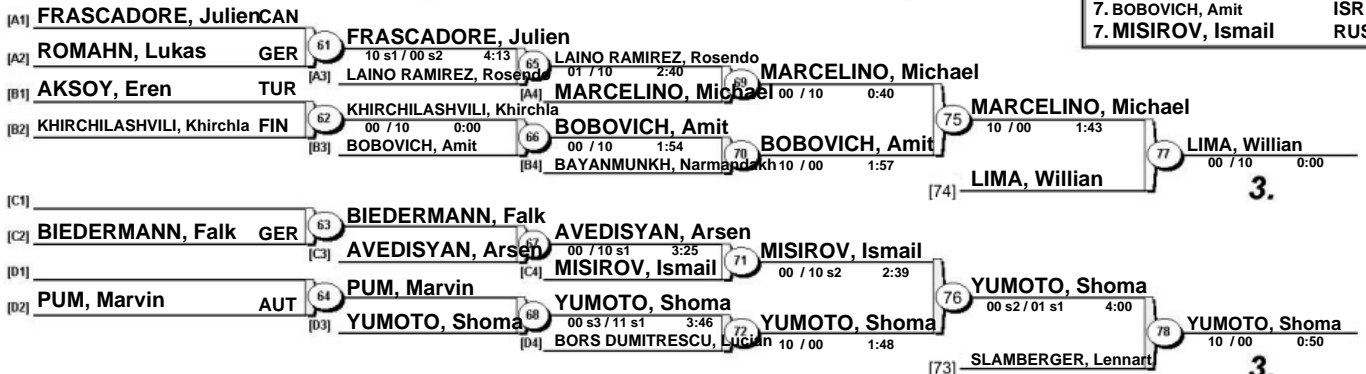 7. BOBOVICH, Amit ISR
7. MISIROV, Ismail RUS
[A1] FRASCADORE, Julien CAN
[A2] ROMAHN, Lukas GER
61 FRASCADORE, Julien
10 s1 / 00 s2 4:13
[A3] LAINO RAMIREZ, Rosendo
65 LAINO RAMIREZ, Rosendo
01 / 10 2:40
[A4] MARCELINO, Michael
69 MARCELINO, Michael
00 / 10 0:40
[B1] AKSOY, Eren TUR
[B2] KHIRCHILASHVILI, Khirchla FIN
62 KHIRCHILASHVILI, Khirchla
00 / 10 0:00
[B3] BOBOVICH, Amit
66 BOBOVICH, Amit
00 / 10 1:54
[B4] BAYANMUNKH, Narmandakh
70 BOBOVICH, Amit
10 / 00 1:57
75 MARCELINO, Michael
10 / 00 1:43
[74] LIMA, Willian
77 LIMA, Willian
00 / 10 0:00
3.
[C1]
[C2] BIEDERMANN, Falk GER
63 BIEDERMANN, Falk
[C3] AVEDISYAN, Arsen
67 AVEDISYAN, Arsen
00 / 10 s1 3:25
[C4] MISIROV, Ismail
71 MISIROV, Ismail
00 / 10 s2 2:39
[D1]
[D2] PUM, Marvin AUT
64 PUM, Marvin
[D3] YUMOTO, Shoma
68 YUMOTO, Shoma
00 s3 / 11 s1 3:46
[D4] BORS DUMITRESCU, Lucian
72 YUMOTO, Shoma
10 / 00 1:48
76 YUMOTO, Shoma
00 s2 / 01 s1 4:00
[73] SLAMBERGER, Lennart
78 YUMOTO, Shoma
10 / 00 0:50
3.